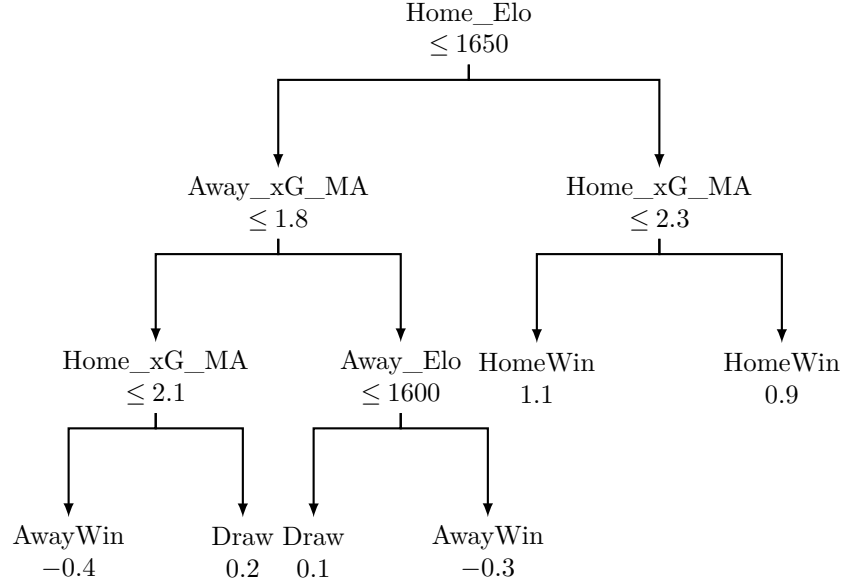 Home_Elo
≤ 1650
Away_xG_MA
≤ 1.8
Home_xG_MA
≤ 2.3
Home_xG_MA
≤ 2.1
Away_Elo
≤ 1600
HomeWin
1.1
HomeWin
0.9
AwayWin
−0.4
Draw
0.2
Draw
0.1
AwayWin
−0.3